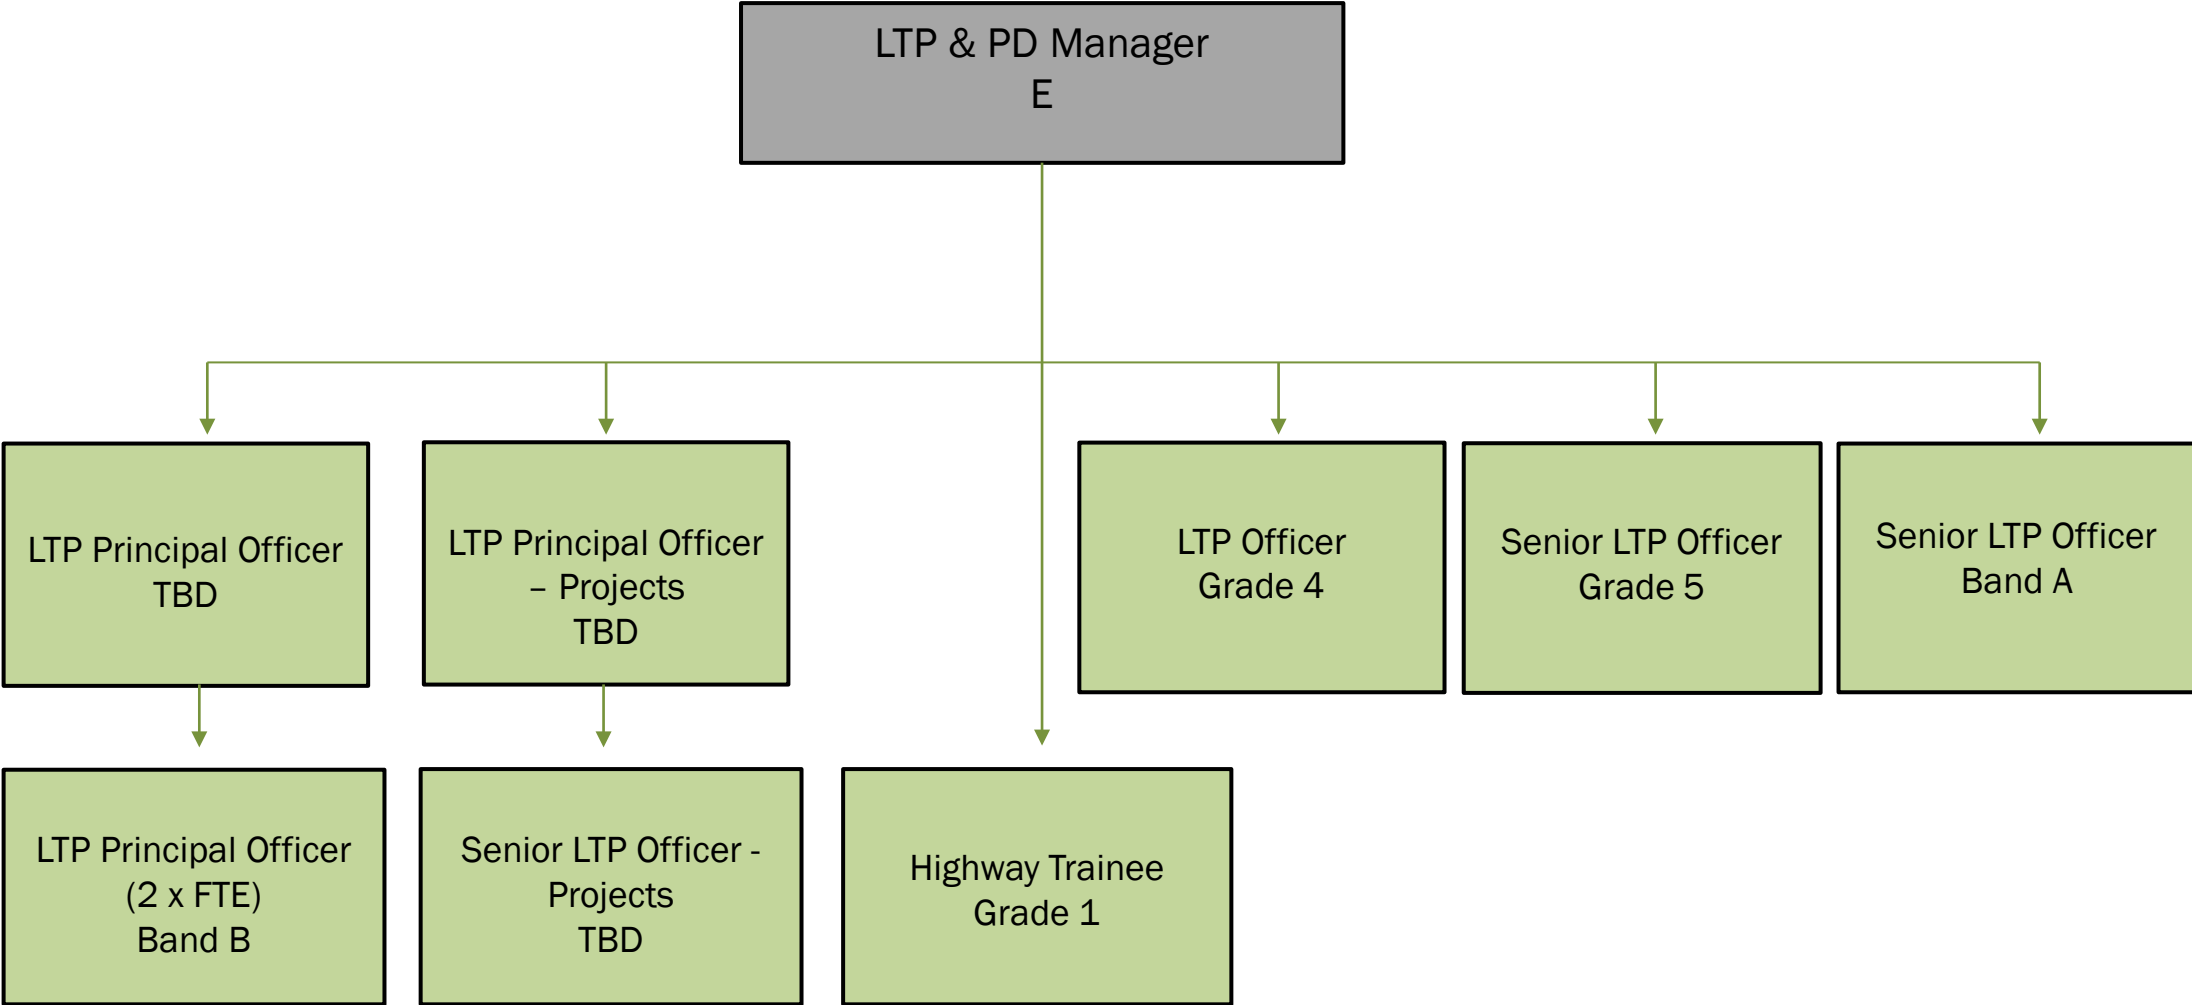 LTP & PD Manager
E
LTP Principal Officer
TBD
LTP Principal Officer
– Projects
TBD
LTP Officer
Grade 4
Senior LTP Officer
Grade 5
Senior LTP Officer
Band A
LTP Principal Officer
(2 x FTE)
Band B
Senior LTP Officer -
Projects
TBD
Highway Trainee
Grade 1